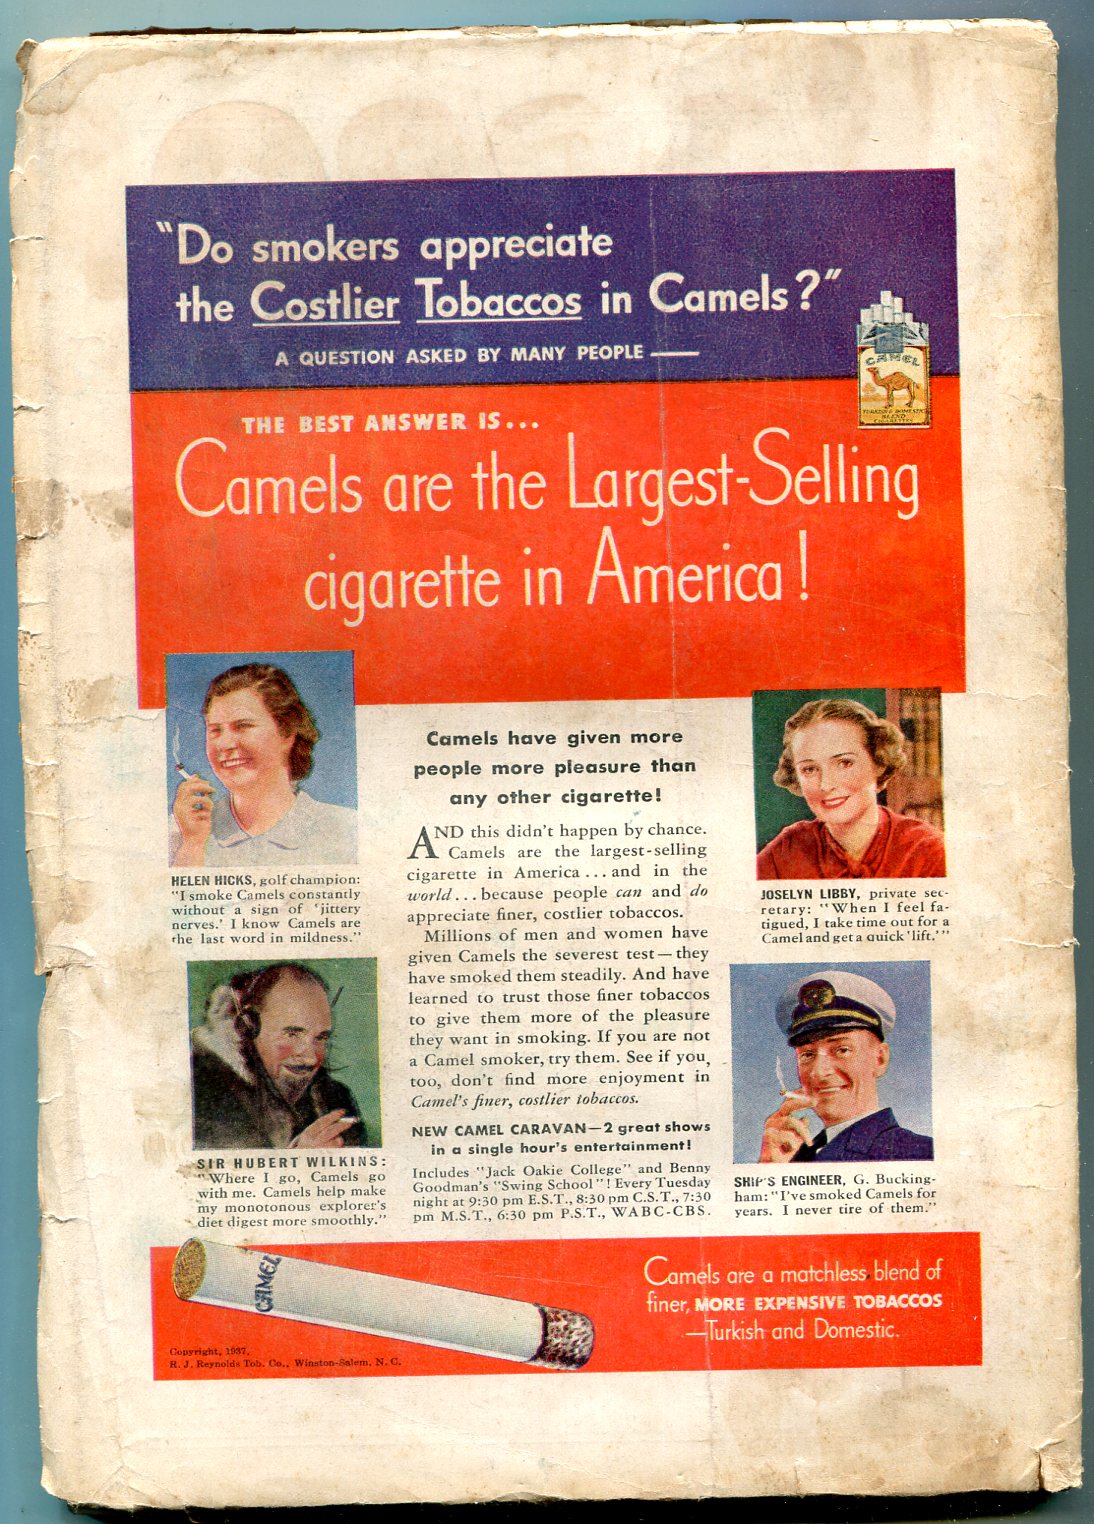 "Do smokers appreciate
the Costlier Tobaccos in Camels?"
A QUESTION ASKED BY MANY PEOPLE —
CAMEL
TURKISH & DOMESTIC
BLEND
CIGARETTES
THE BEST ANSWER IS...
Camels are the Largest-Selling
cigarette in America!
HELEN HICKS, golf champion:
"I smoke Camels constantly
without a sign of 'jittery
nerves.' I know Camels are
the last word in mildness."
SIR HUBERT WILKINS:
"Where I go, Camels go
with me. Camels help make
my monotonous explorer's
diet digest more smoothly."
Camels have given more
people more pleasure than
any other cigarette!
AND this didn't happen by chance.
Camels are the largest-selling
cigarette in America...and in the
world...because people can and do
appreciate finer, costlier tobaccos.
Millions of men and women have
given Camels the severest test—they
have smoked them steadily. And have
learned to trust those finer tobaccos
to give them more of the pleasure
they want in smoking. If you are not
a Camel smoker, try them. See if you,
too, don't find more enjoyment in
Camel's finer, costlier tobaccos.
NEW CAMEL CARAVAN—2 great shows
in a single hour's entertainment!
Includes "Jack Oakie College" and Benny
Goodman's "Swing School"! Every Tuesday
night at 9:30 pm E.S.T., 8:30 pm C.S.T., 7:30
pm M.S.T., 6:30 pm P.S.T., WABC-CBS.
JOSELYN LIBBY, private sec-
retary: "When I feel fa-
tigued, I take time out for a
Camel and get a quick 'lift.'"
SHIP'S ENGINEER, G. Bucking-
ham: "I've smoked Camels for
years. I never tire of them."
CAMEL
Copyright, 1937,
R. J. Reynolds Tob. Co., Winston-Salem, N. C.
Camels are a matchless blend of
finer, MORE EXPENSIVE TOBACCOS
—Turkish and Domestic.